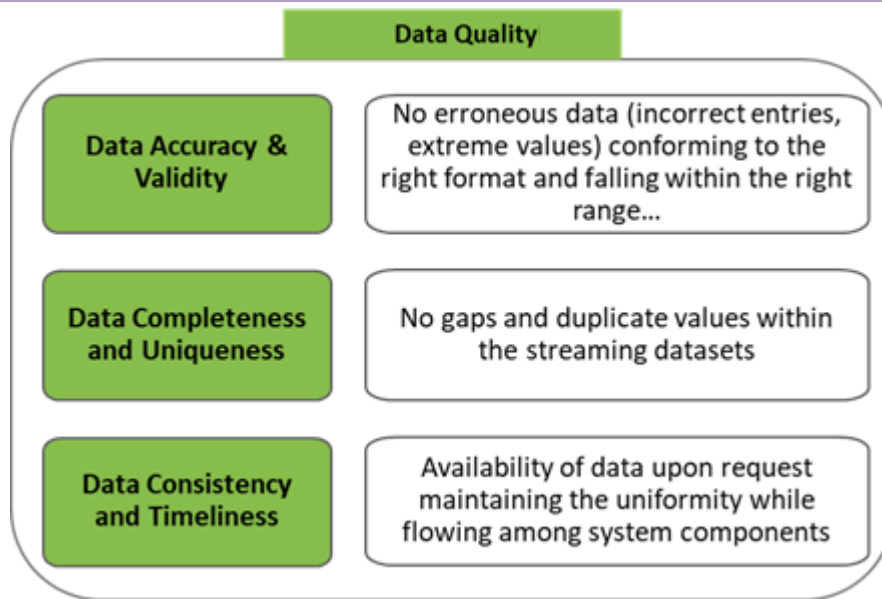 Data Quality
Data Accuracy &
Validity
No erroneous data (incorrect entries,
extreme values) conforming to the
right format and falling within the right
range...
Data Completeness
and Uniqueness
No gaps and duplicate values within
the streaming datasets
Data Consistency
and Timeliness
Availability of data upon request
maintaining the uniformity while
flowing among system components